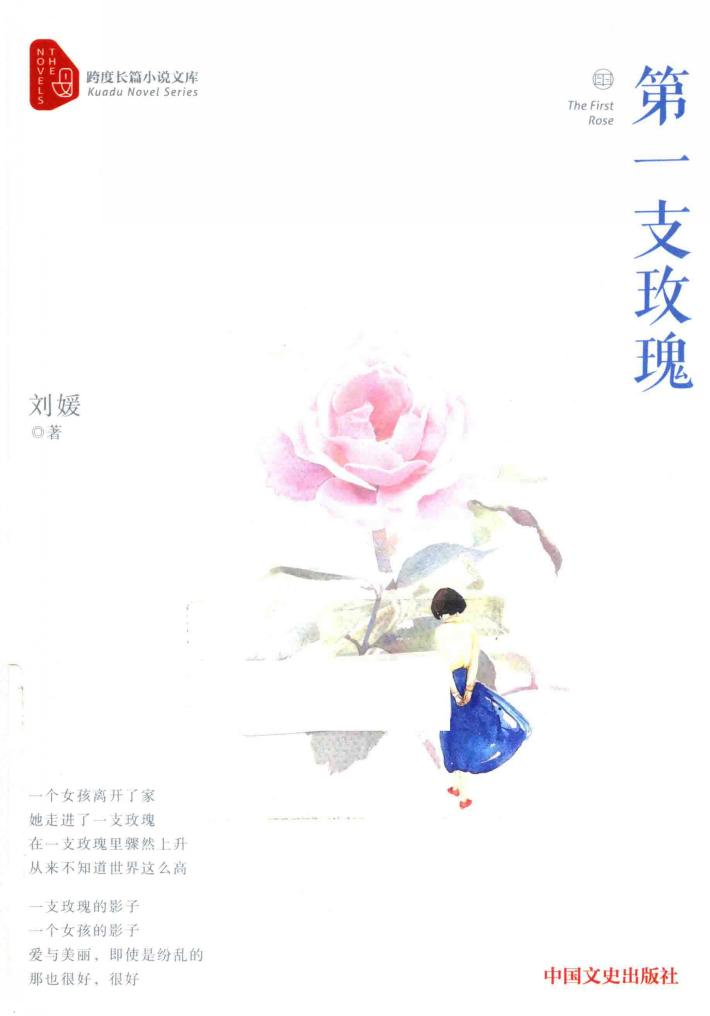 THE
NOVELS
跨度长篇小说文库
Kuadu Novel Series
The First
Rose
第一支玫瑰
刘媛
◎著
一个女孩离开了家
她走进了一支玫瑰
在一支玫瑰里骤然上升
从来不知道世界这么高
一支玫瑰的影子
一个女孩的影子
爱与美丽，即使是纷乱的
那也很好，很好
中国文史出版社